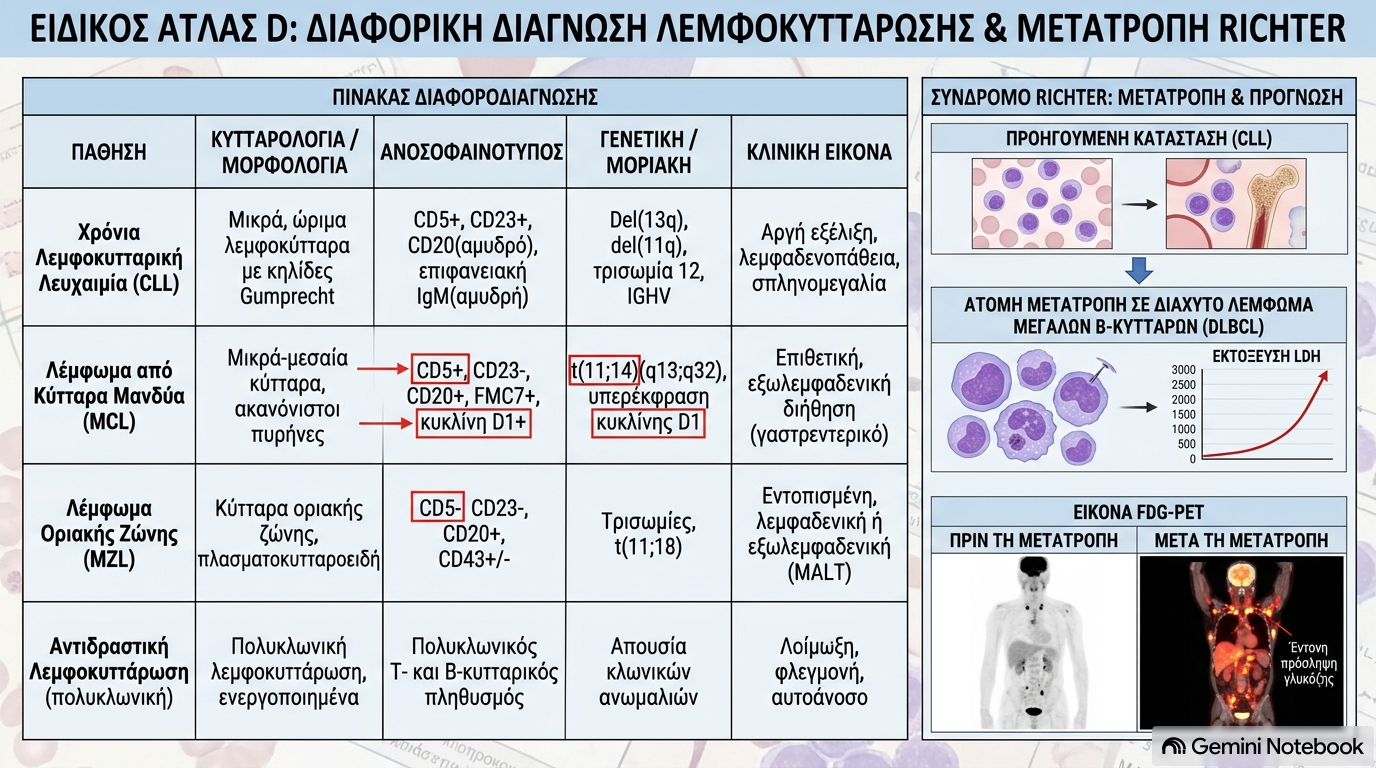 ΕΙΔΙΚΟΣ ΑΤΛΑΣ D: ΔΙΑΦΟΡΙΚΗ ΔΙΑΓΝΩΣΗ ΛΕΜΦΟΚΥΤΤΑΡΩΣΗΣ & ΜΕΤΑΤΡΟΠΗ RICHTER
ΠΙΝΑΚΑΣ ΔΙΑΦΟΡΟΔΙΑΓΝΩΣΗΣ
ΠΑΘΗΣΗ
ΚΥΤΤΑΡΟΛΟΓΙΑ /
ΜΟΡΦΟΛΟΓΙΑ
ΑΝΟΣΟΦΑΙΝΟΤΥΠΟΣ
ΓΕΝΕΤΙΚΗ /
ΜΟΡΙΑΚΗ
ΚΛΙΝΙΚΗ ΕΙΚΟΝΑ
Χρόνια
Λεμφοκυτταρική
Λευχαιμία (CLL)
Μικρά, ώριμα
λεμφοκύτταρα
με κηλίδες
Gumprecht
CD5+, CD23+,
CD20(αμυδρό),
επιφανειακή
IgM(αμυδρή)
Del(13q),
del(11q),
τρισωμία 12,
IGHV
Αργή εξέλιξη,
λεμφαδενοπάθεια,
σπληνομεγαλία
Λέμφωμα από
Κύτταρα Μανδύα
(MCL)
Μικρά-μεσαία
κύτταρα,
ακανόνιστοι
πυρήνες
CD5+, CD23-,
CD20+, FMC7+,
κυκλίνη D1+
t(11;14)(q13;q32),
υπερέκφραση
κυκλίνης D1
Επιθετική,
εξωλεμφαδενική
διήθηση
(γαστρεντερικό)
Λέμφωμα
Οριακής Ζώνης
(MZL)
Κύτταρα οριακής
ζώνης,
πλασματοκυτταροειδή
CD5- CD23-,
CD20+,
CD43+/-
Τρισωμίες,
t(11;18)
Εντοπισμένη,
λεμφαδενική ή
εξωλεμφαδενική
(MALT)
Αντιδραστική
Λεμφοκυττάρωση
(πολυκλωνική)
Πολυκλωνική
λεμφοκυττάρωση,
ενεργοποιημένα
Πολυκλωνικός
Τ- και Β-κυτταρικός
πληθυσμός
Απουσία
κλωνικών
ανωμαλιών
Λοίμωξη,
φλεγμονή,
αυτοάνοσο
ΣΥΝΔΡΟΜΟ RICHTER: ΜΕΤΑΤΡΟΠΗ & ΠΡΟΓΝΩΣΗ
ΠΡΟΗΓΟΥΜΕΝΗ ΚΑΤΑΣΤΑΣΗ (CLL)
ΑΤΟΜΗ ΜΕΤΑΤΡΟΠΗ ΣΕ ΔΙΑΧΥΤΟ ΛΕΜΦΩΜΑ
ΜΕΓΑΛΩΝ Β-ΚΥΤΤΑΡΩΝ (DLBCL)
ΕΚΤΟΞΕΥΣΗ LDH
3000
2000
1500
1000
500
0
ΕΙΚΟΝΑ FDG-PET
ΠΡΙΝ ΤΗ ΜΕΤΑΤΡΟΠΗ
ΜΕΤΑ ΤΗ ΜΕΤΑΤΡΟΠΗ
Έντονη
πρόσληψη
γλυκόζης
Gemini Notebook